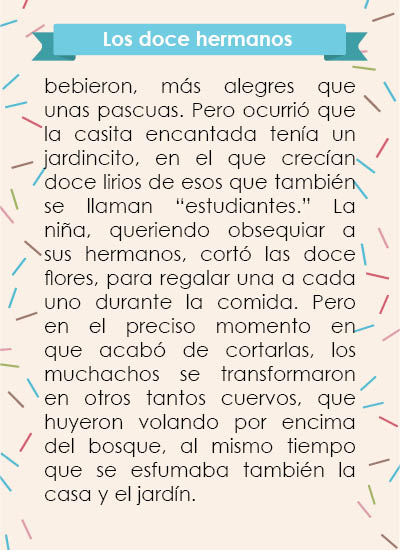 Los doce hermanos
bebieron, más alegres que
unas pascuas. Pero ocurrió que
la casita encantada tenía un
jardincito, en el que crecían
doce lirios de esos que también
se llaman “estudiantes.” La
niña, queriendo obsequiar a
sus hermanos, cortó las doce
flores, para regalar una a cada
uno durante la comida. Pero
en el preciso momento en
que acabó de cortarlas, los
muchachos se transformaron
en otros tantos cuervos, que
huyeron volando por encima
del bosque, al mismo tiempo
que se esfumaba también la
casa y el jardín.